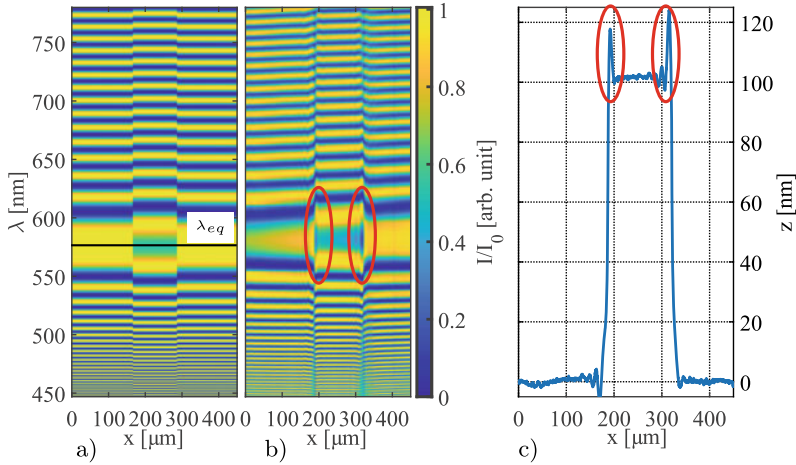 λ [nm]
750
700
650
600
550
500
450
λeq
0 100 200 300 400
x [µm]
a)
0 100 200 300 400
x [µm]
b)
1
0.8
0.6
0.4
0.2
0
I/I0 [arb. unit]
120
100
80
60
40
20
0
z [nm]
0 100 200 300 400
x [µm]
c)